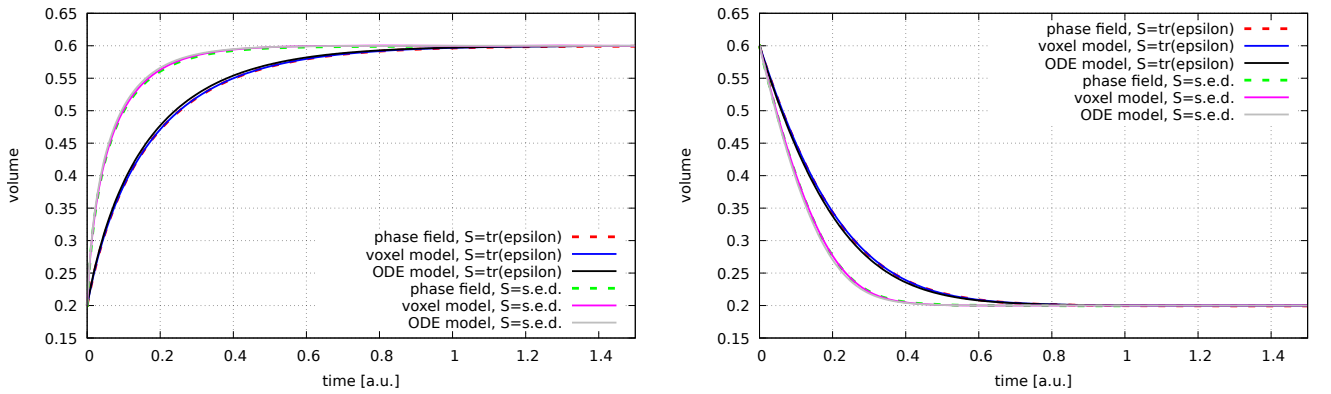 0.65
0.6
0.55
0.5
0.45
0.4
0.35
0.3
0.25
0.2
0.15
volume
0 0.2 0.4 0.6 0.8 1 1.2 1.4
time [a.u.]
phase field, S=tr(epsilon)
voxel model, S=tr(epsilon)
ODE model, S=tr(epsilon)
phase field, S=s.e.d.
voxel model, S=s.e.d.
ODE model, S=s.e.d.
0.65
0.6
0.55
0.5
0.45
0.4
0.35
0.3
0.25
0.2
0.15
volume
0 0.2 0.4 0.6 0.8 1 1.2 1.4
time [a.u.]
phase field, S=tr(epsilon)
voxel model, S=tr(epsilon)
ODE model, S=tr(epsilon)
phase field, S=s.e.d.
voxel model, S=s.e.d.
ODE model, S=s.e.d.